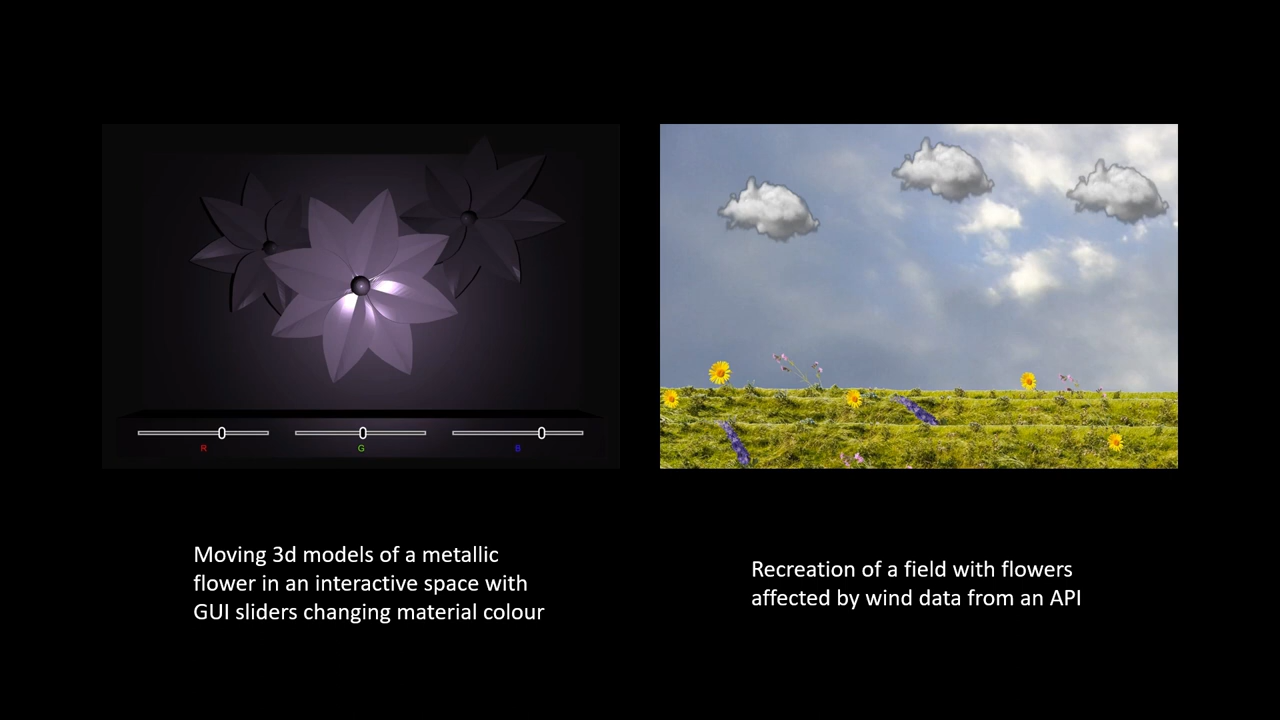 R
G
B
Moving 3d models of a metallic
flower in an interactive space with
GUI sliders changing material colour
Recreation of a field with flowers
affected by wind data from an API